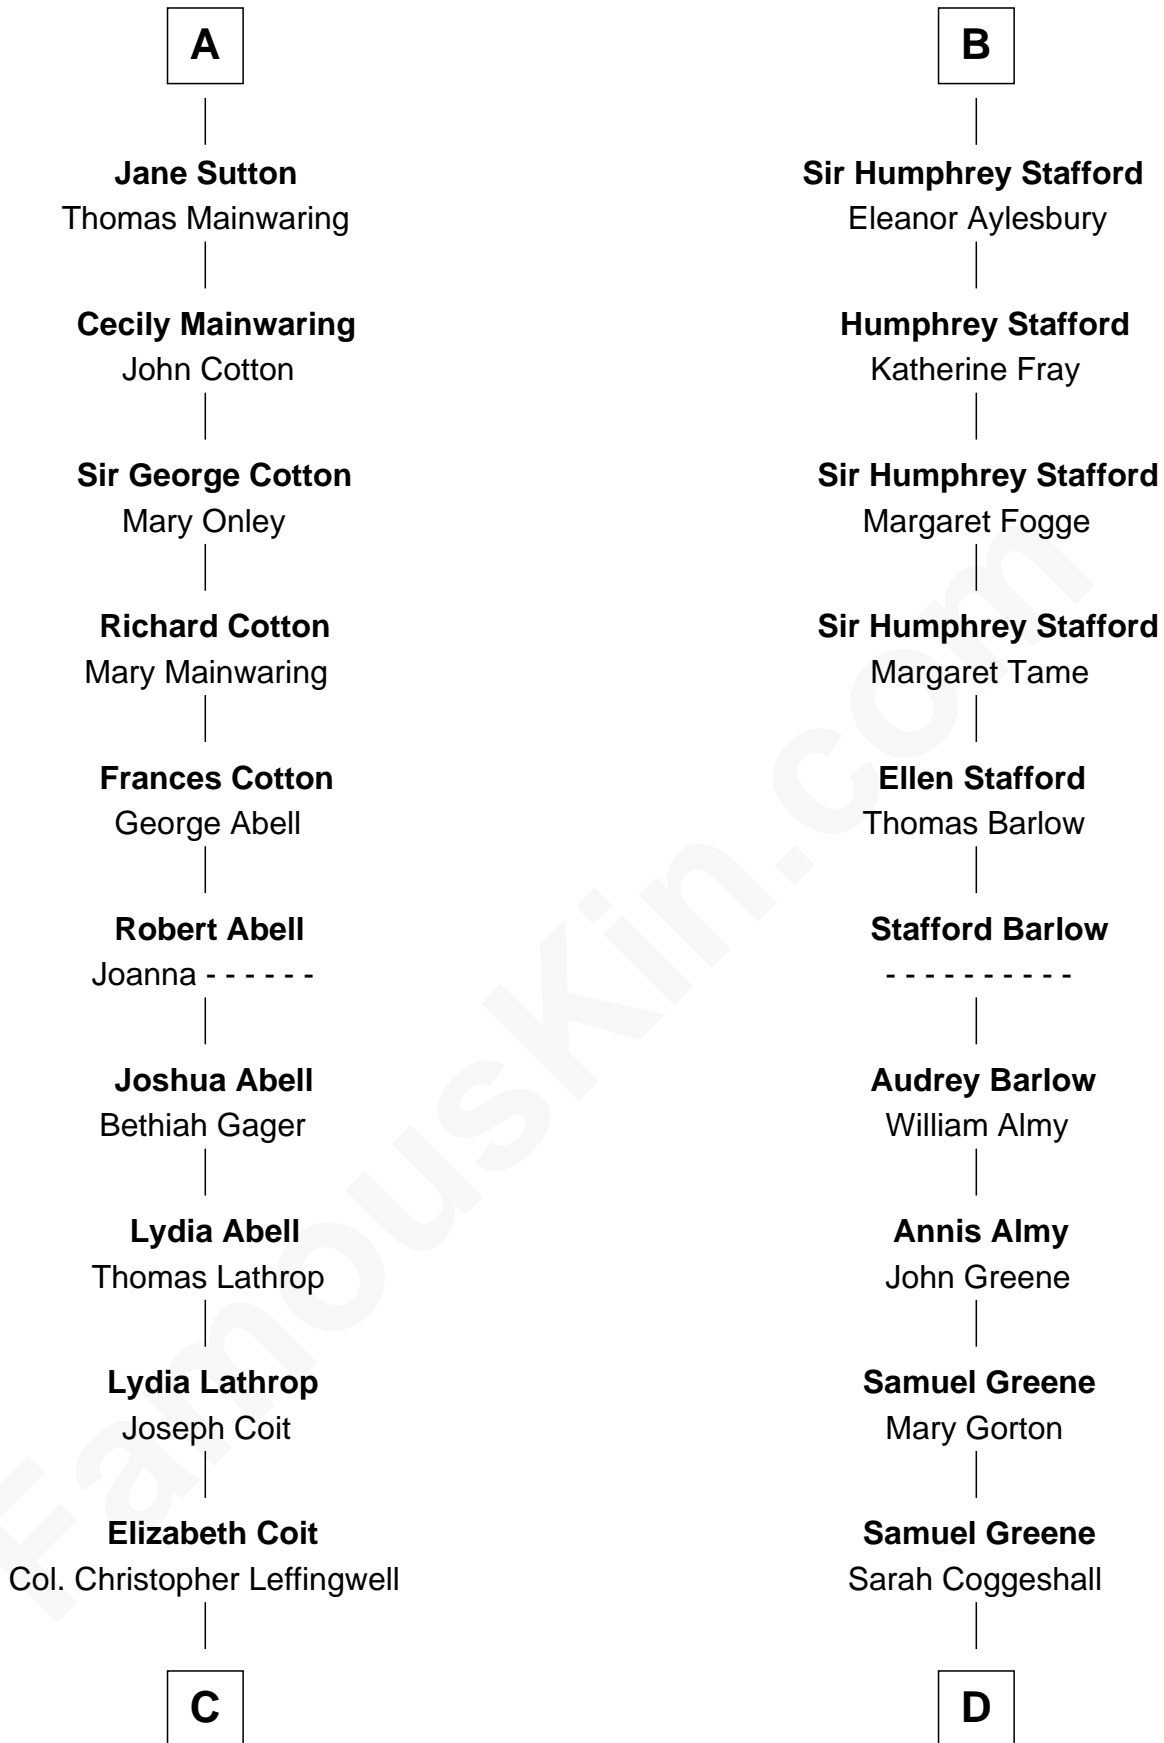 A
Jane Sutton
Thomas Mainwaring
Cecily Mainwaring
John Cotton
Sir George Cotton
Mary Onley
Richard Cotton
Mary Mainwaring
Frances Cotton
George Abell
Robert Abell
Joanna - - - - - -
Joshua Abell
Bethiah Gager
Lydia Abell
Thomas Lathrop
Lydia Lathrop
Joseph Coit
Elizabeth Coit
Col. Christopher Leffingwell
C
B
Sir Humphrey Stafford
Eleanor Aylesbury
Humphrey Stafford
Katherine Fray
Sir Humphrey Stafford
Margaret Fogge
Sir Humphrey Stafford
Margaret Tame
Ellen Stafford
Thomas Barlow
Stafford Barlow
- - - - - - - - - -
Audrey Barlow
William Almy
Annis Almy
John Greene
Samuel Greene
Mary Gorton
Samuel Greene
Sarah Coggeshall
D
FamousKin.com